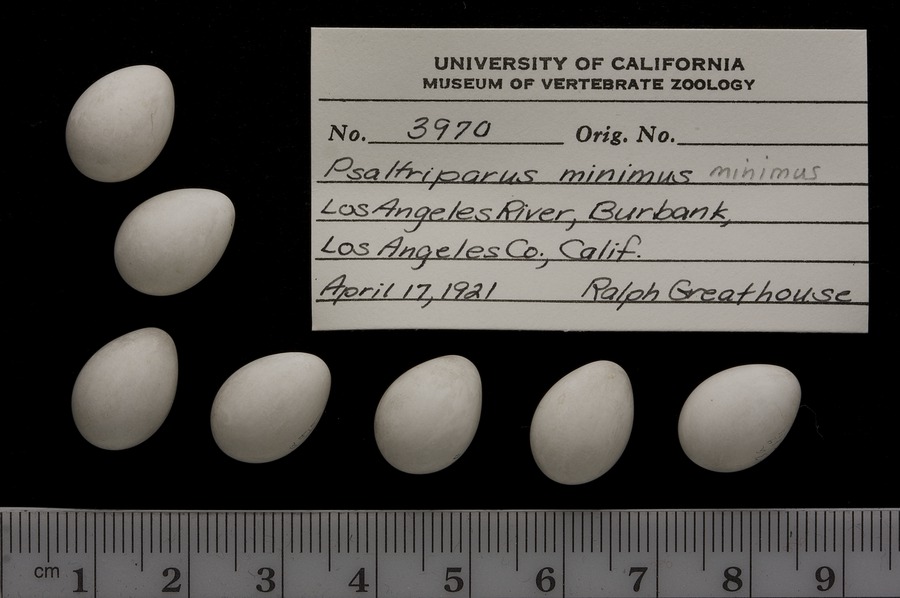 UNIVERSITY OF CALIFORNIA
MUSEUM OF VERTEBRATE ZOOLOGY
No. 3970 Orig. No.
Psaltriparus minimus minimus
Los Angeles River, Burbank,
Los Angeles Co., Calif.
April 17, 1921 Ralph Greathouse
cm 1 2 3 4 5 6 7 8 9